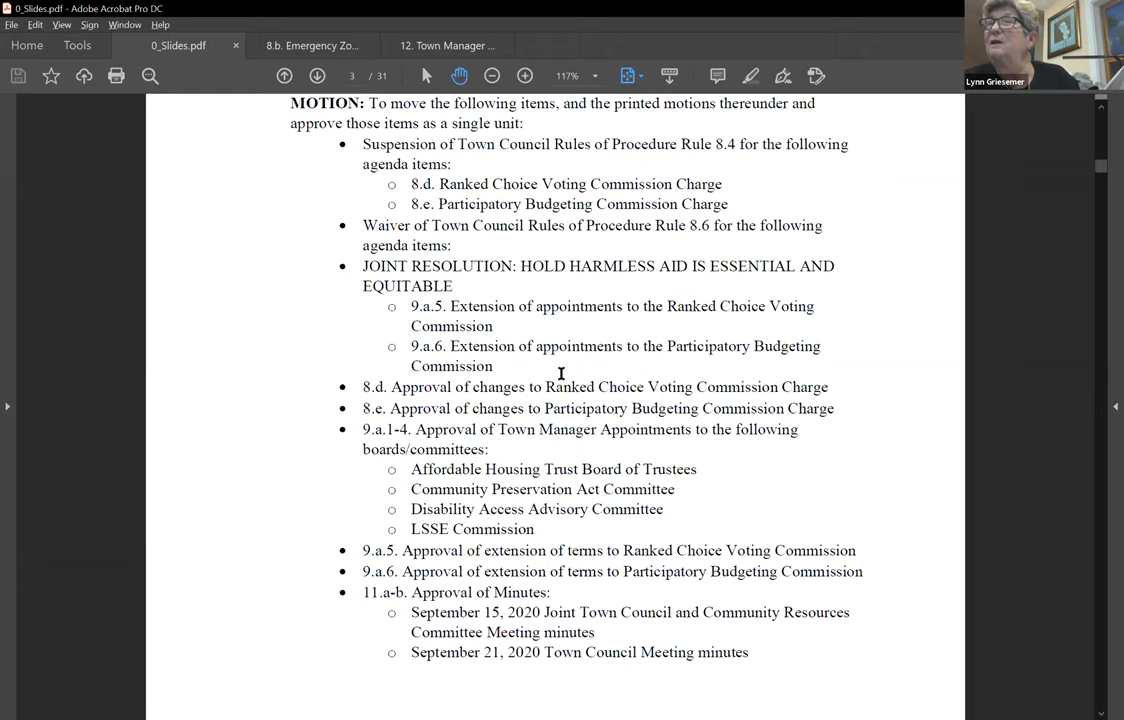 0_Slides.pdf - Adobe Acrobat Pro DC
File Edit View Sign Window Help
Home Tools 0_Slides.pdf × 8.b. Emergency Zo... 12. Town Manager ...
3 / 31 117%
Lynn Griesemer
MOTION: To move the following items, and the printed motions thereunder and
approve those items as a single unit:
• Suspension of Town Council Rules of Procedure Rule 8.4 for the following
agenda items:
o 8.d. Ranked Choice Voting Commission Charge
o 8.e. Participatory Budgeting Commission Charge
• Waiver of Town Council Rules of Procedure Rule 8.6 for the following
agenda items:
• JOINT RESOLUTION: HOLD HARMLESS AID IS ESSENTIAL AND
EQUITABLE
o 9.a.5. Extension of appointments to the Ranked Choice Voting
Commission
o 9.a.6. Extension of appointments to the Participatory Budgeting
Commission
• 8.d. Approval of changes to Ranked Choice Voting Commission Charge
• 8.e. Approval of changes to Participatory Budgeting Commission Charge
• 9.a.1-4. Approval of Town Manager Appointments to the following
boards/committees:
o Affordable Housing Trust Board of Trustees
o Community Preservation Act Committee
o Disability Access Advisory Committee
o LSSE Commission
• 9.a.5. Approval of extension of terms to Ranked Choice Voting Commission
• 9.a.6. Approval of extension of terms to Participatory Budgeting Commission
• 11.a-b. Approval of Minutes:
o September 15, 2020 Joint Town Council and Community Resources
Committee Meeting minutes
o September 21, 2020 Town Council Meeting minutes